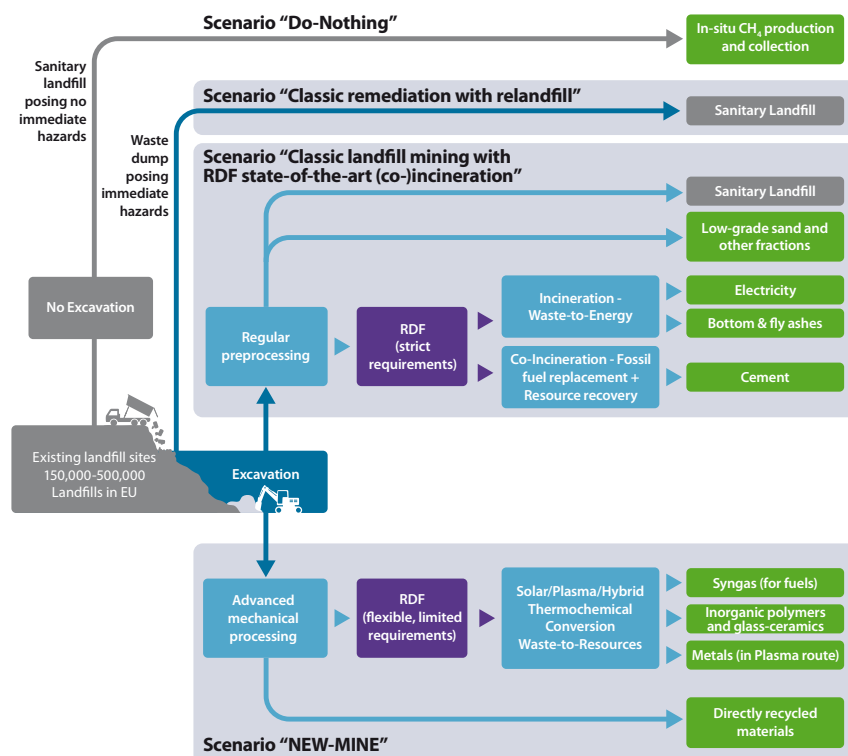 Scenario “Do-Nothing”
In-situ CH₄ production
and collection
Sanitary
landfill
posing no
immediate
hazards
Scenario “Classic remediation with relandfill”
Sanitary Landfill
Waste
dump
posing
immediate
hazards
Scenario “Classic landfill mining with
RDF state-of-the-art (co-)incineration”
Sanitary Landfill
Low-grade sand and
other fractions
No Excavation
Regular
preprocessing
RDF
(strict
requirements)
Incineration -
Waste-to-Energy
Electricity
Bottom & fly ashes
Co-Incineration - Fossil
fuel replacement +
Resource recovery
Cement
Existing landfill sites
150,000-500,000
Landfills in EU
Excavation
Advanced
mechanical
processing
RDF
(flexible, limited
requirements)
Solar/Plasma/Hybrid
Thermochemical
Conversion
Waste-to-Resources
Syngas (for fuels)
Inorganic polymers
and glass-ceramics
Metals (in Plasma route)
Directly recycled
materials
Scenario “NEW-MINE”